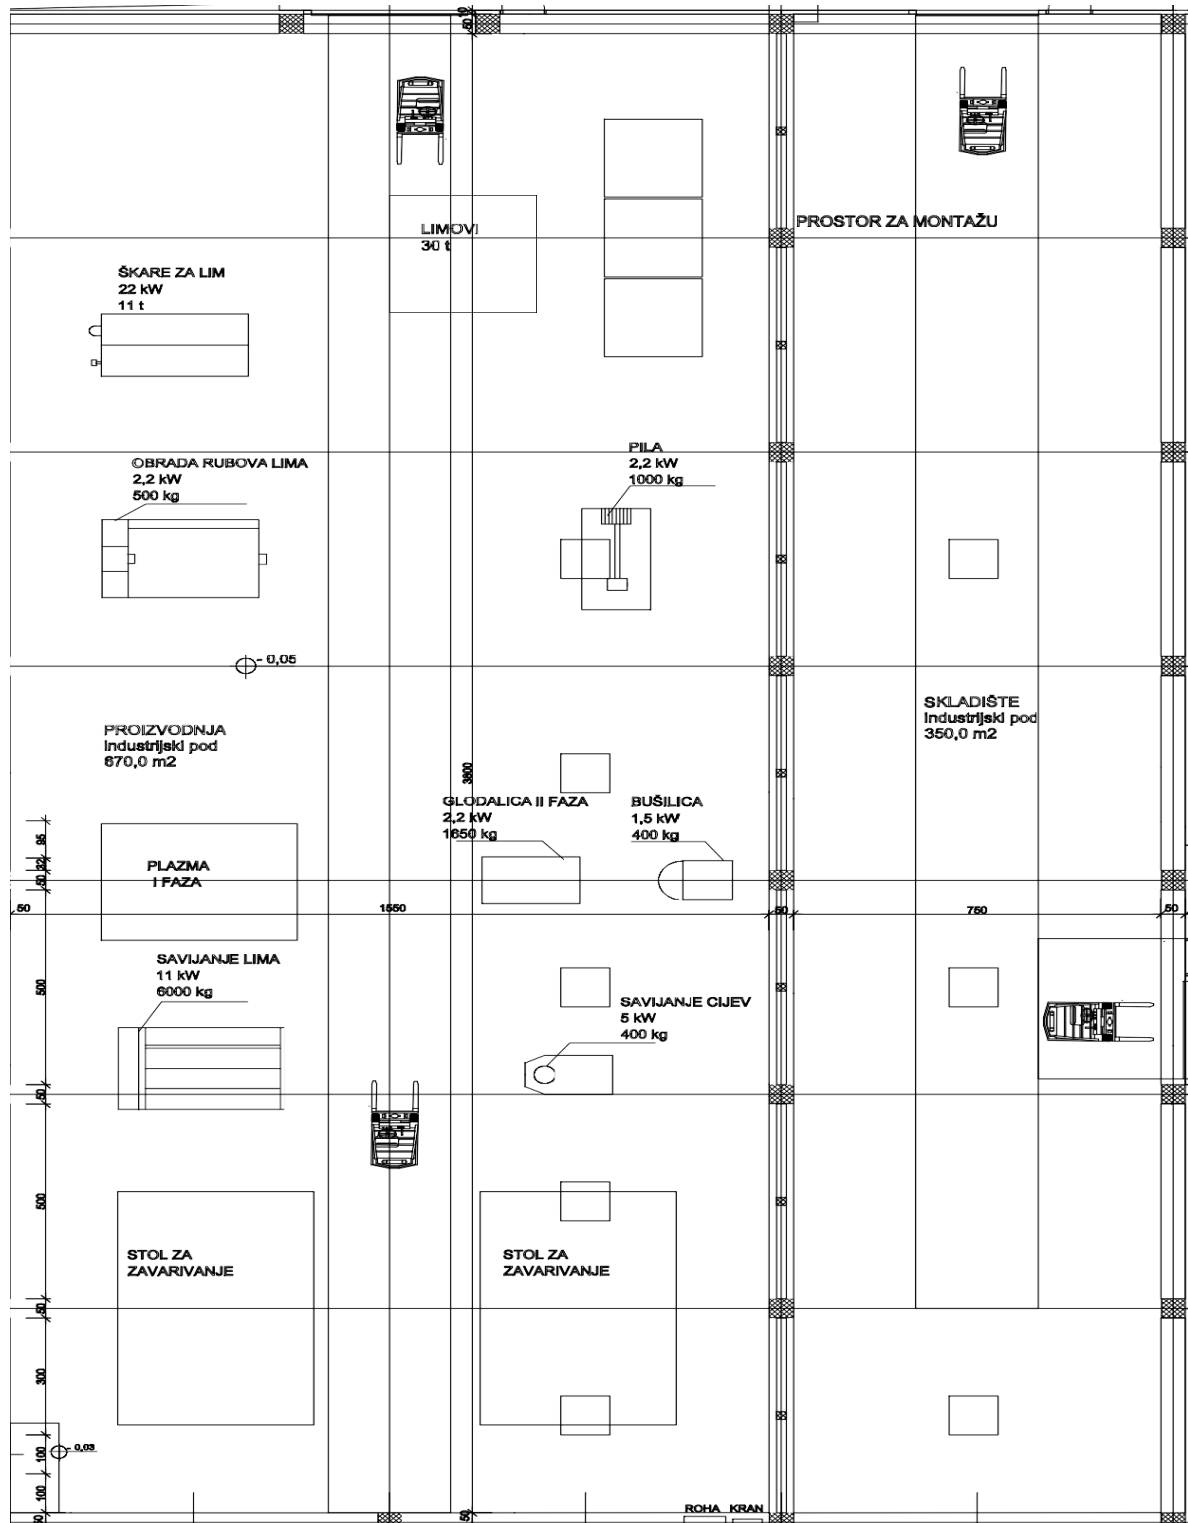 10
50
LIMOVI
30 t
PROSTOR ZA MONTAŽU
ŠKARE ZA LIM
22 kW
11 t
OBRADA RUBOVA LIMA
2,2 kW
500 kg
PILA
2,2 kW
1000 kg
- 0,05
PROIZVODNJA
industrijski pod
670,0 m2
SKLADIŠTE
industrijski pod
350,0 m2
3800
GLODALICA II FAZA
2,2 kW
1650 kg
BUŠILICA
1,5 kW
400 kg
95
32
50
PLAZMA
I FAZA
50
1550
50
750
50
SAVIJANJE LIMA
11 kW
6000 kg
500
SAVIJANJE CIJEV
5 kW
400 kg
50
500
STOL ZA
ZAVARIVANJE
STOL ZA
ZAVARIVANJE
50
300
100
- 0,03
100
50
50
ROHA KRAN